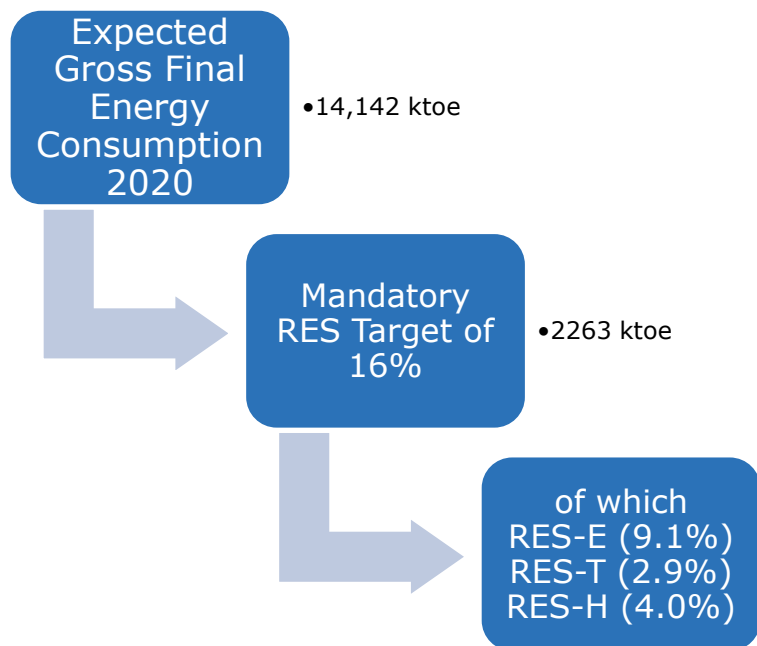 Expected
Gross Final
Energy
Consumption
2020
•14,142 ktoe
Mandatory
RES Target of
16%
•2263 ktoe
of which
RES-E (9.1%)
RES-T (2.9%)
RES-H (4.0%)